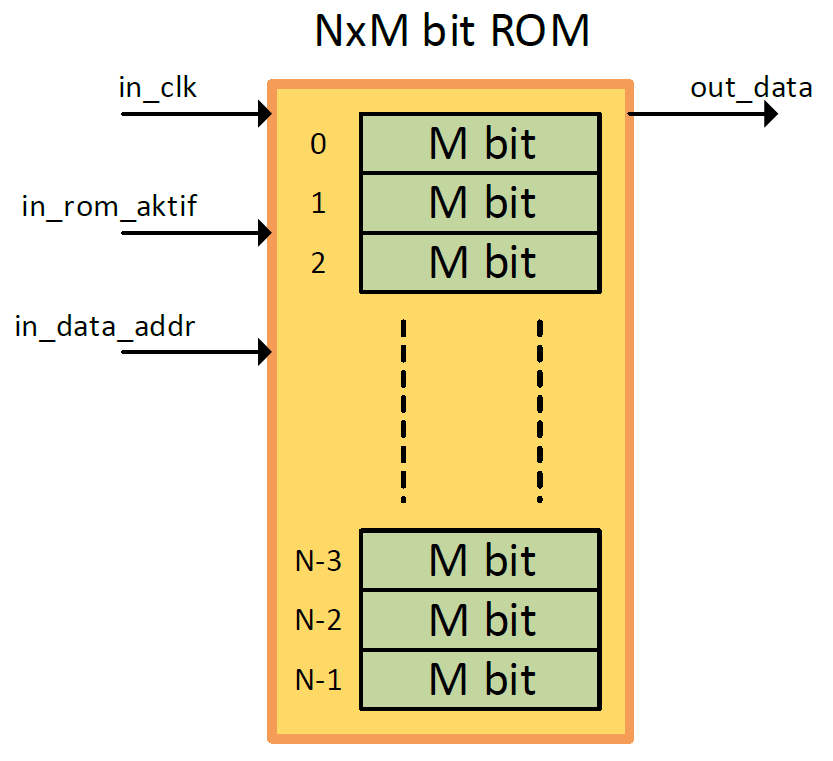 NxM bit ROM
in_clk
out_data
0
M bit
in_rom_aktif
1
M bit
2
M bit
in_data_addr
N-3
M bit
N-2
M bit
N-1
M bit